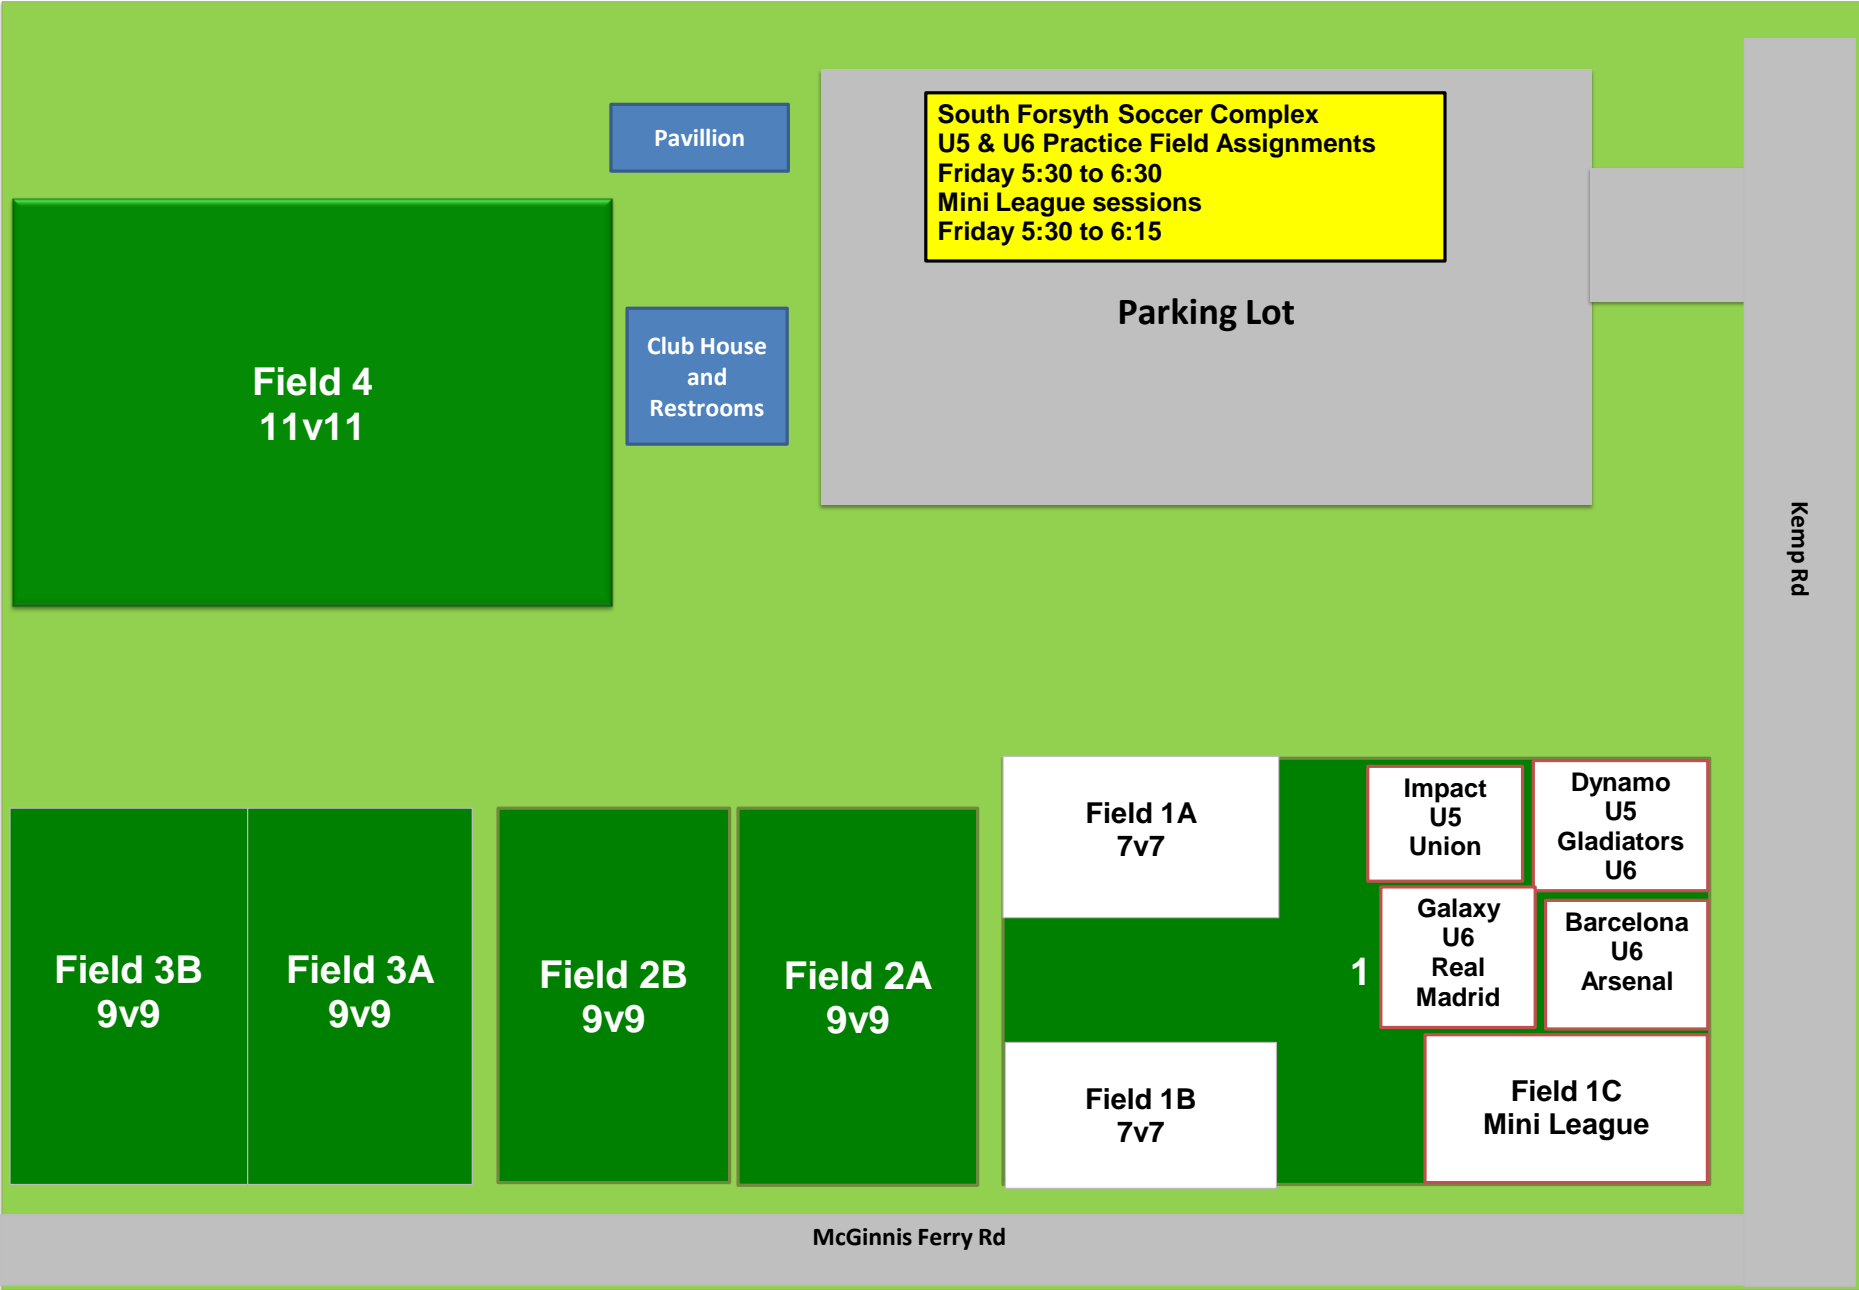 South Forsyth Soccer Complex
U5 & U6 Practice Field Assignments
Friday 5:30 to 6:30
Mini League sessions
Friday 5:30 to 6:15
Pavillion
Parking Lot
Club House
and
Restrooms
Field 4
11v11
Kemp Rd
Field 3B
9v9
Field 3A
9v9
Field 2B
9v9
Field 2A
9v9
Field 1A
7v7
Field 1B
7v7
1
Impact
U5
Union
Dynamo
U5
Gladiators
U6
Galaxy
U6
Real
Madrid
Barcelona
U6
Arsenal
Field 1C
Mini League
McGinnis Ferry Rd